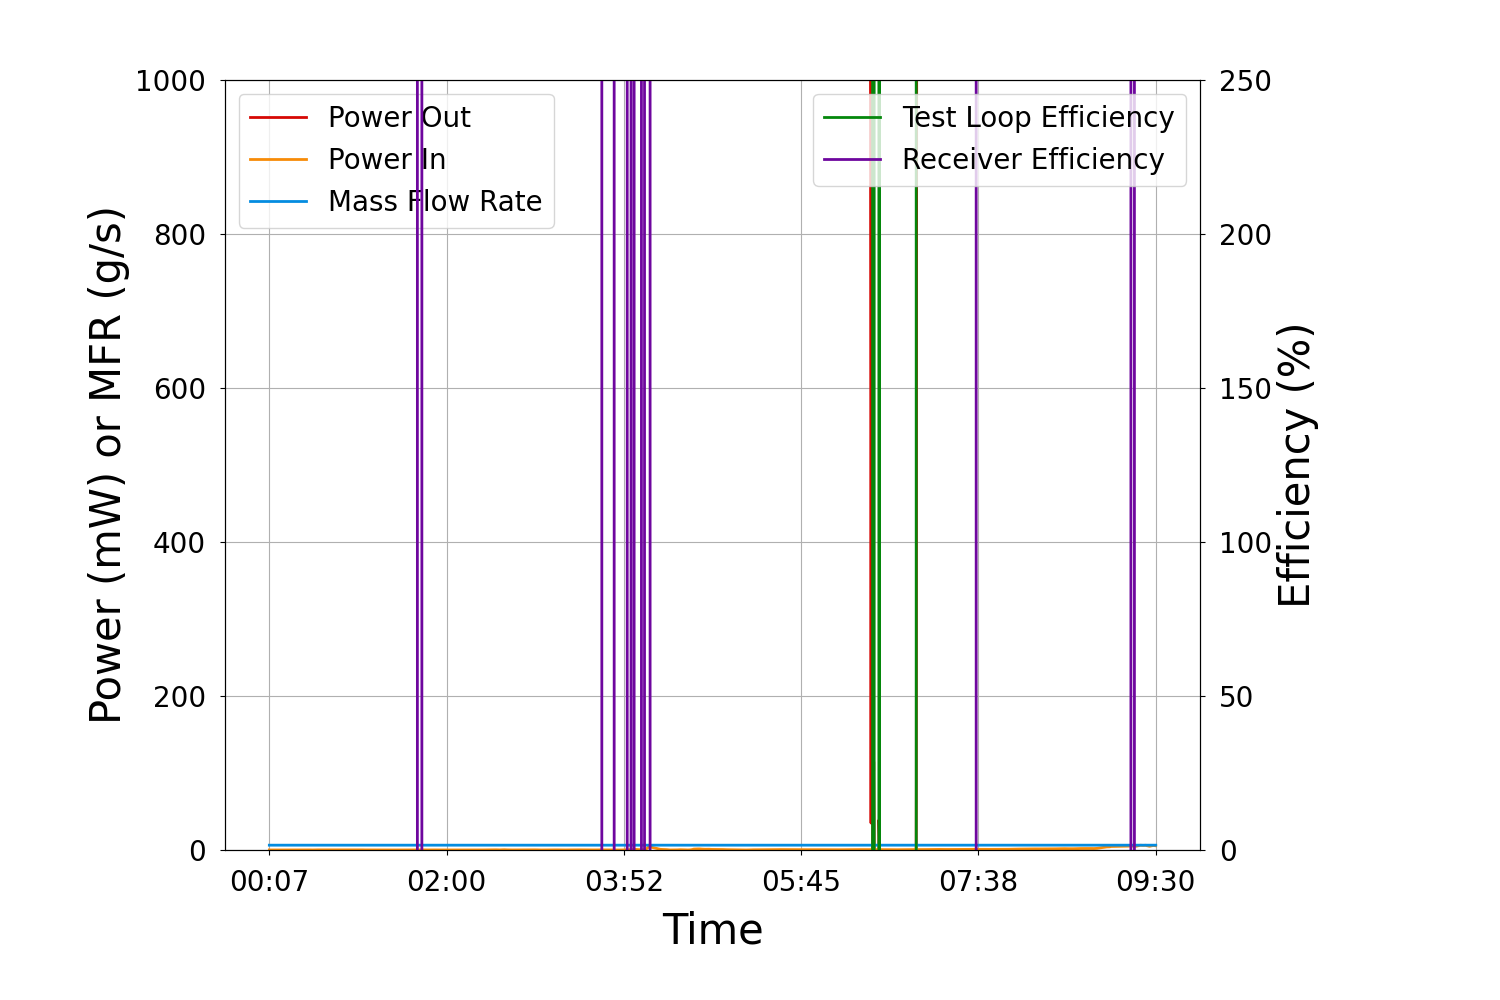 1000
800
600
400
200
0
Power (mW) or MFR (g/s)
Power Out
Power In
Mass Flow Rate
Test Loop Efficiency
Receiver Efficiency
250
200
150
100
50
0
Efficiency (%)
00:07 02:00 03:52 05:45 07:38 09:30
Time